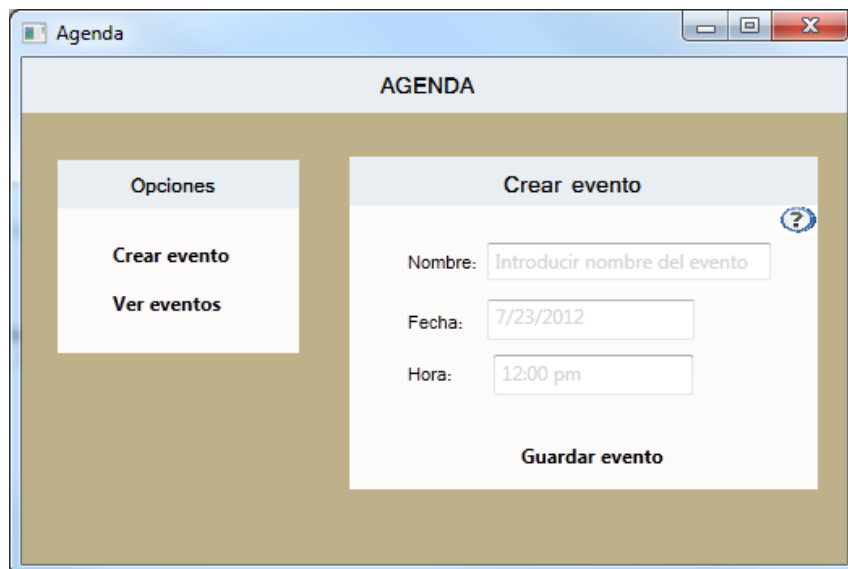 Agenda
AGENDA
Opciones
Crear evento
Ver eventos
Crear evento
?
Nombre: Introducir nombre del evento
Fecha: 7/23/2012
Hora: 12:00 pm
Guardar evento